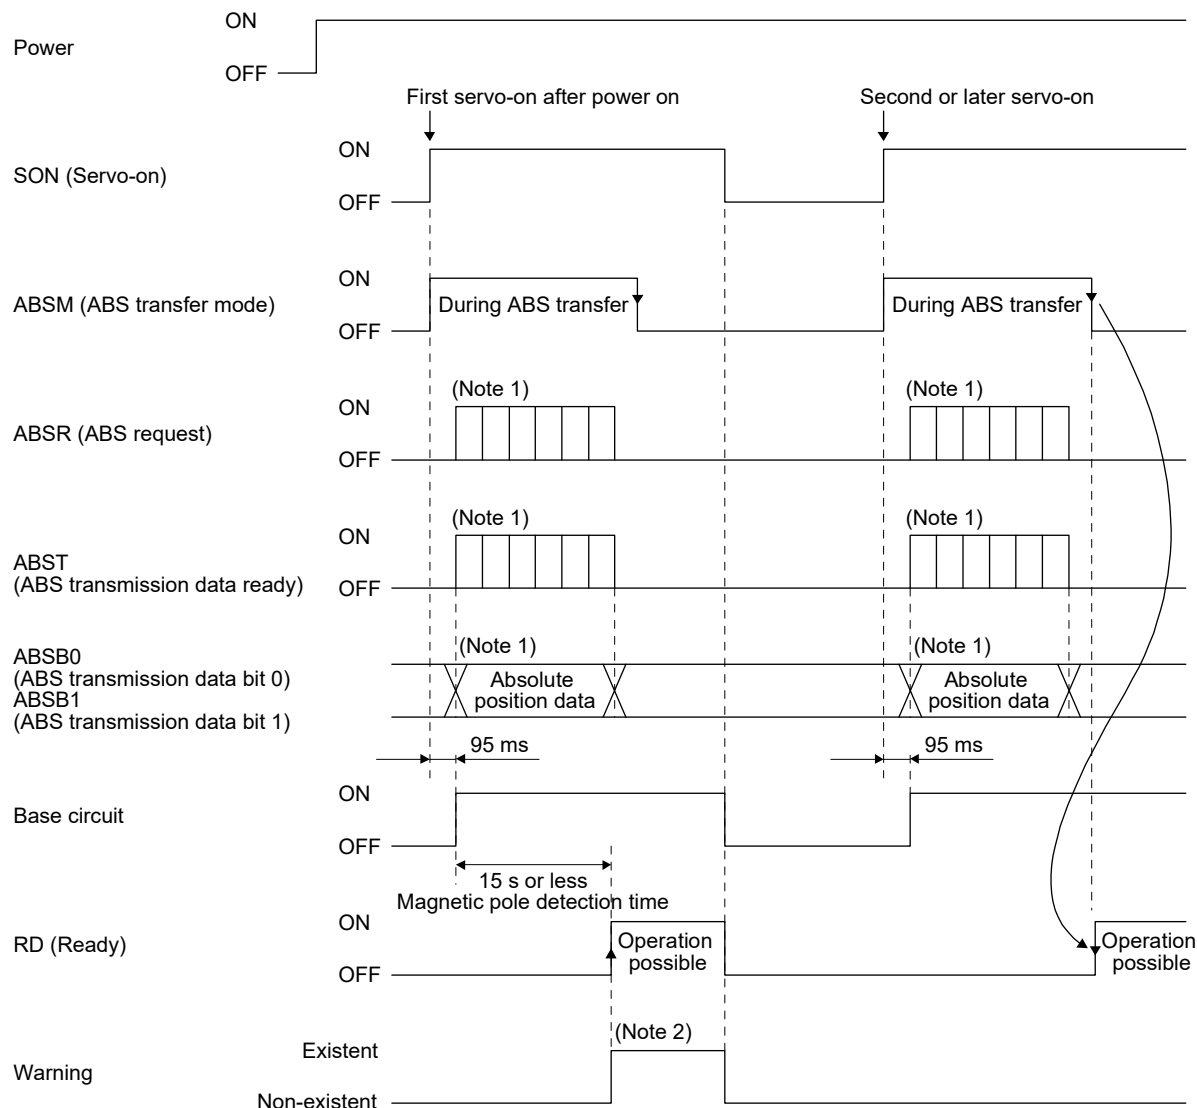 ON
Power
OFF
First servo-on after power on
Second or later servo-on
ON
SON (Servo-on)
OFF
ON
ABSM (ABS transfer mode)
During ABS transfer
During ABS transfer
OFF
(Note 1)
(Note 1)
ON
ABSR (ABS request)
OFF
(Note 1)
(Note 1)
ON
ABST
(ABS transmission data ready)
OFF
(Note 1)
(Note 1)
ABSB0
(ABS transmission data bit 0)
ABSB1
(ABS transmission data bit 1)
Absolute
position data
Absolute
position data
95 ms
95 ms
ON
Base circuit
OFF
15 s or less
Magnetic pole detection time
ON
RD (Ready)
Operation
possible
Operation
possible
OFF
(Note 2)
Existent
Warning
Non-existent